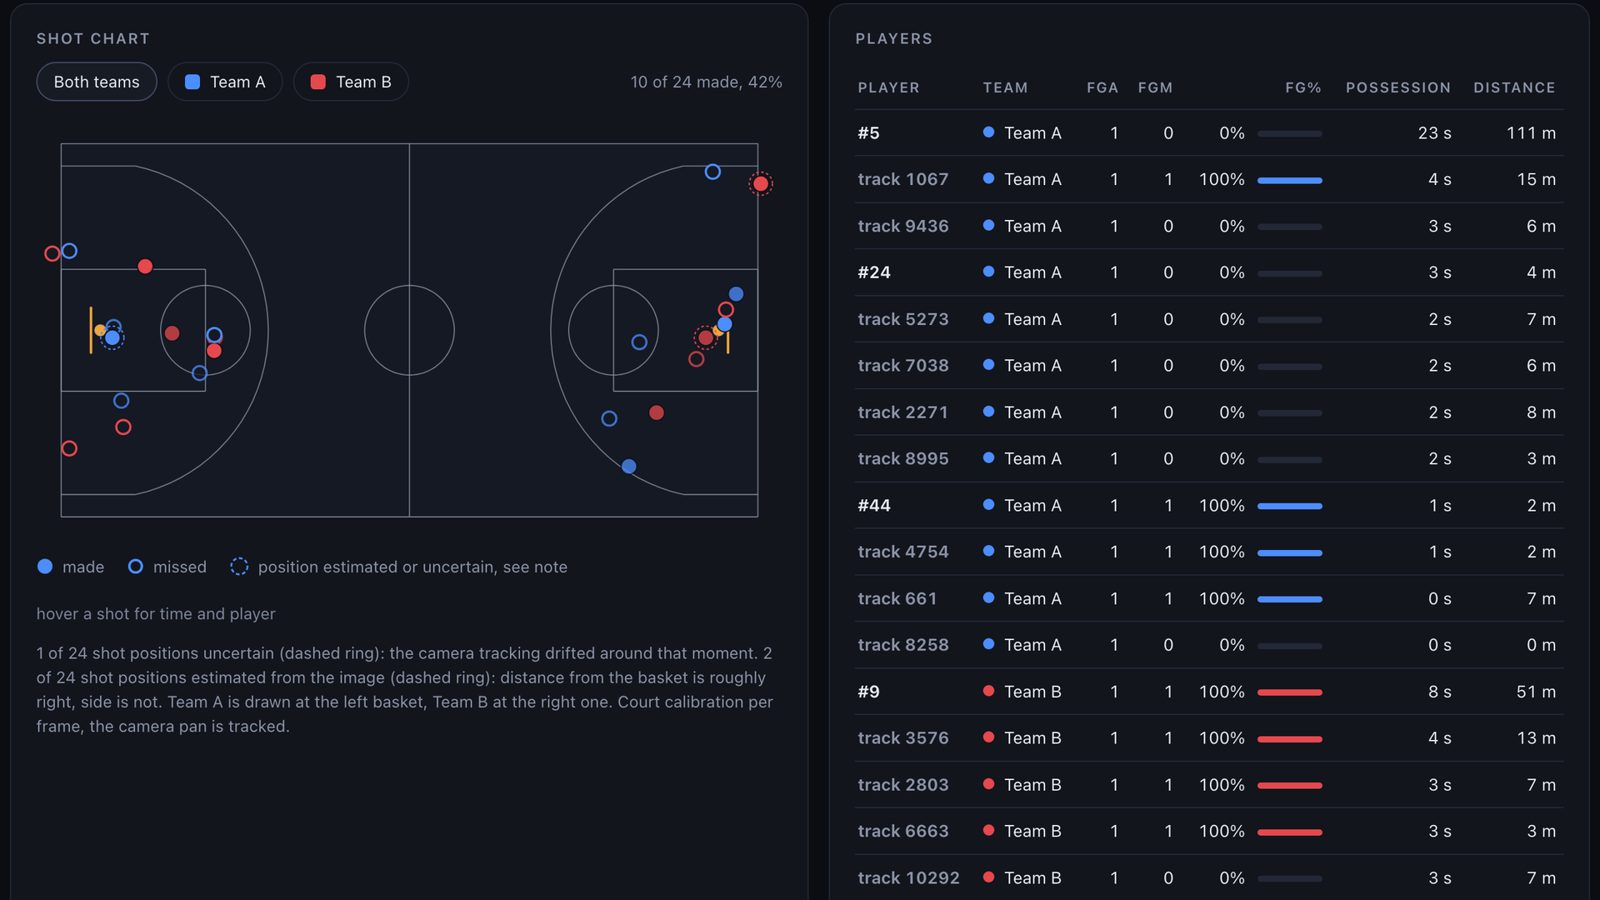 SHOT CHART
Both teams
Team A
Team B
10 of 24 made, 42%
made
missed
position estimated or uncertain, see note
hover a shot for time and player
1 of 24 shot positions uncertain (dashed ring): the camera tracking drifted around that moment. 2
of 24 shot positions estimated from the image (dashed ring): distance from the basket is roughly
right, side is not. Team A is drawn at the left basket, Team B at the right one. Court calibration per
frame, the camera pan is tracked.
PLAYERS
PLAYER TEAM FGA FGM FG% POSSESSION DISTANCE
#5 Team A 1 0 0% 23 s 111 m
track 1067 Team A 1 1 100% 4 s 15 m
track 9436 Team A 1 0 0% 3 s 6 m
#24 Team A 1 0 0% 3 s 4 m
track 5273 Team A 1 0 0% 2 s 7 m
track 7038 Team A 1 0 0% 2 s 6 m
track 2271 Team A 1 0 0% 2 s 8 m
track 8995 Team A 1 0 0% 2 s 3 m
#44 Team A 1 1 100% 1 s 2 m
track 4754 Team A 1 1 100% 1 s 2 m
track 661 Team A 1 1 100% 0 s 7 m
track 8258 Team A 1 0 0% 0 s 0 m
#9 Team B 1 1 100% 8 s 51 m
track 3576 Team B 1 1 100% 4 s 13 m
track 2803 Team B 1 1 100% 3 s 7 m
track 6663 Team B 1 1 100% 3 s 3 m
track 10292 Team B 1 0 0% 3 s 7 m